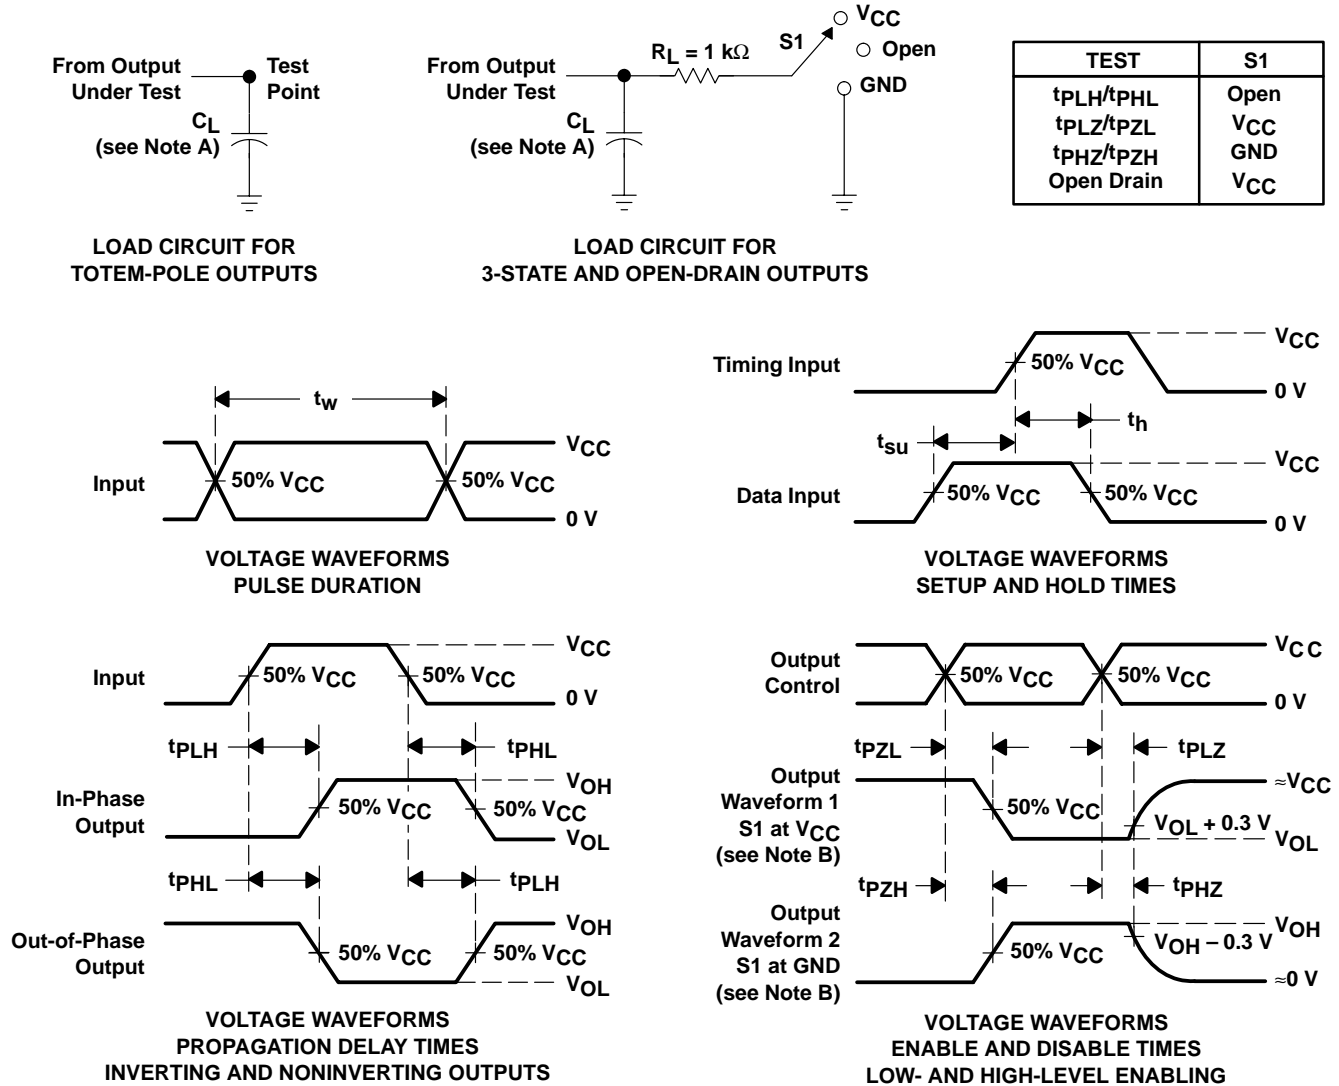 From Output
Under Test
Test
Point
CL
(see Note A)
LOAD CIRCUIT FOR
TOTEM-POLE OUTPUTS
From Output
Under Test
RL = 1 kΩ
S1
VCC
Open
GND
CL
(see Note A)
LOAD CIRCUIT FOR
3-STATE AND OPEN-DRAIN OUTPUTS
TEST S1
tPLH/tPHL Open
tPLZ/tPZL VCC
tPHZ/tPZH GND
Open Drain VCC
tw
VCC
Input
50% VCC
50% VCC
0 V
VOLTAGE WAVEFORMS
PULSE DURATION
Timing Input
50% VCC
VCC
0 V
th
tsu
Data Input
50% VCC
50% VCC
VCC
0 V
VOLTAGE WAVEFORMS
SETUP AND HOLD TIMES
Input
50% VCC
50% VCC
VCC
0 V
tPLH
tPHL
In-Phase
Output
50% VCC
50% VCC
VOH
VOL
tPHL
tPLH
Out-of-Phase
Output
50% VCC
50% VCC
VOH
VOL
VOLTAGE WAVEFORMS
PROPAGATION DELAY TIMES
INVERTING AND NONINVERTING OUTPUTS
Output
Control
50% VCC
50% VCC
VCC
0 V
tPZL
tPLZ
Output
Waveform 1
S1 at VCC
(see Note B)
50% VCC
VOL + 0.3 V
≈VCC
VOL
tPZH
tPHZ
Output
Waveform 2
S1 at GND
(see Note B)
50% VCC
VOH − 0.3 V
VOH
≈0 V
VOLTAGE WAVEFORMS
ENABLE AND DISABLE TIMES
LOW- AND HIGH-LEVEL ENABLING